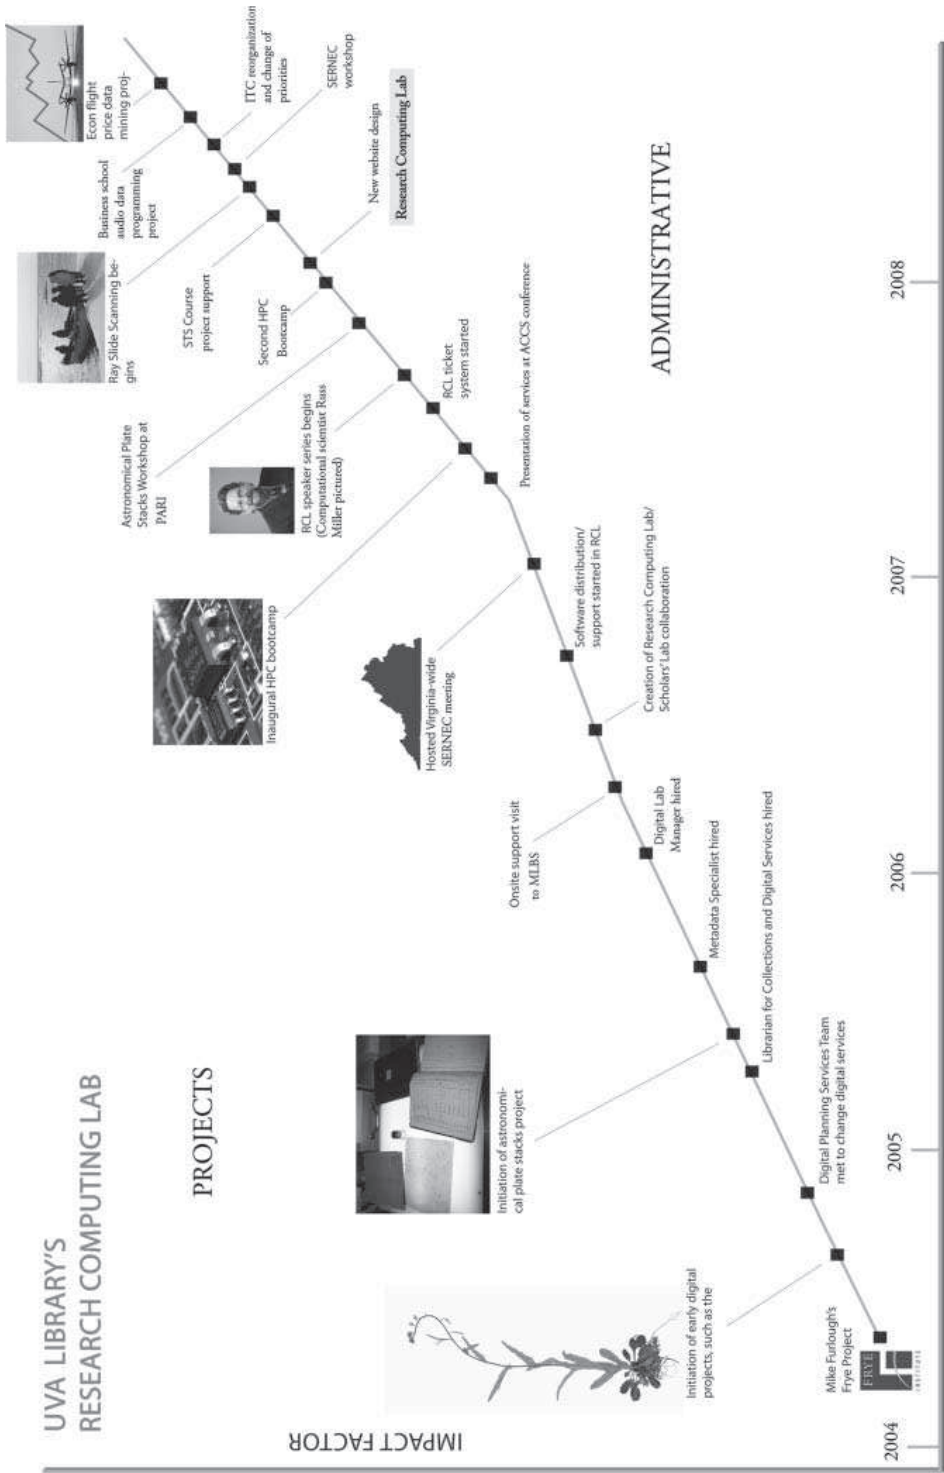 UVA LIBRARY'S
RESEARCH COMPUTING LAB
PROJECTS
ADMINISTRATIVE
IMPACT FACTOR
Mike Furlough's
Frye Project
FRYE
INSTITUTE
Initiation of early digital
projects, such as the
Digital Planning Services Team
met to change digital services
Librarian for Collections and Digital Services hired
Initiation of astronomi-
cal plate stacks project
Metadata Specialist hired
Digital Lab
Manager hired
Onsite support visit
to MLBS
Creation of Research Computing Lab/
Scholars' Lab collaboration
Software distribution/
support started in RCL
Hosted Virginia-wide
SERNEC meeting
Presentation of services at ACCS conference
Inaugural HPC bootcamp
RCL ticket
system started
RCL speaker series begins
(Computational scientist Russ
Miller pictured)
Astronomical Plate
Stacks Workshop at
PARI
Second HPC
Bootcamp
New website design
Research Computing Lab
STS Course
project support
Ray Slide Scanning be-
gins
SERNEC
workshop
ITC reorganization
and change of
priorities
Business school
audio data
programming
project
Econ flight
price data
mining proj-
2004
2005
2006
2007
2008